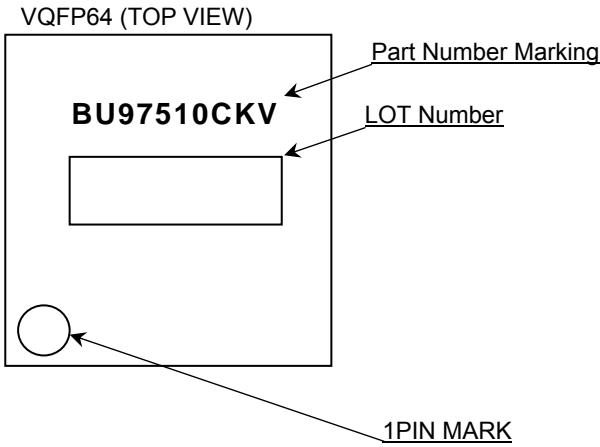 VQFP64 (TOP VIEW)
Part Number Marking
BU97510CKV
LOT Number
1PIN MARK